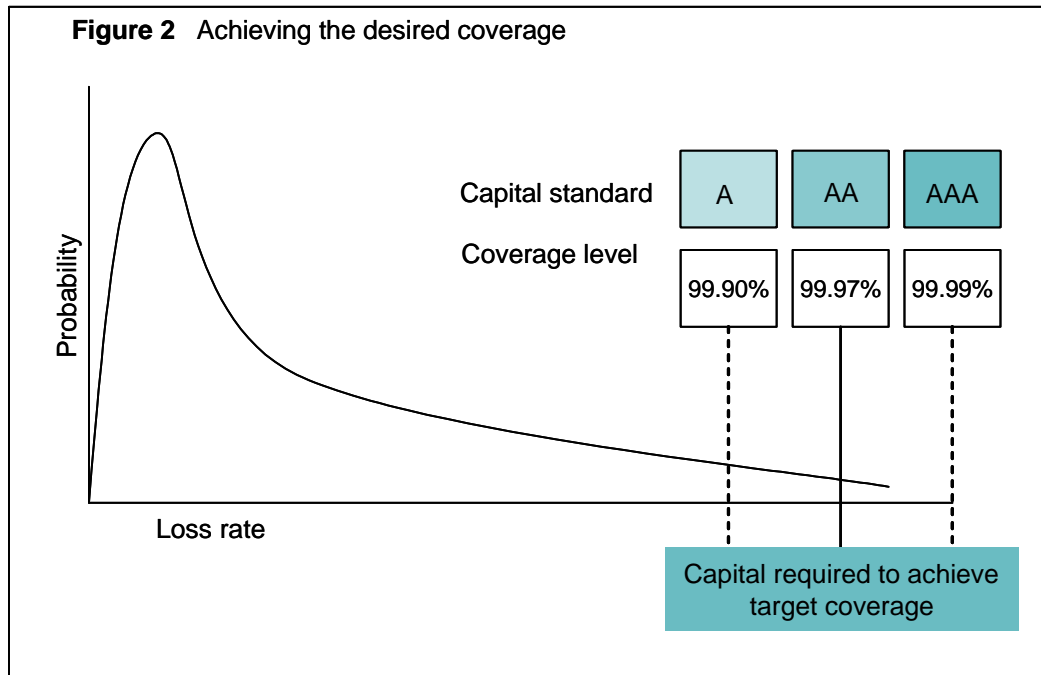 Figure 2 Achieving the desired coverage
Probability
Capital standard
A AA AAA
Coverage level
99.90% 99.97% 99.99%
Loss rate
Capital required to achieve
target coverage